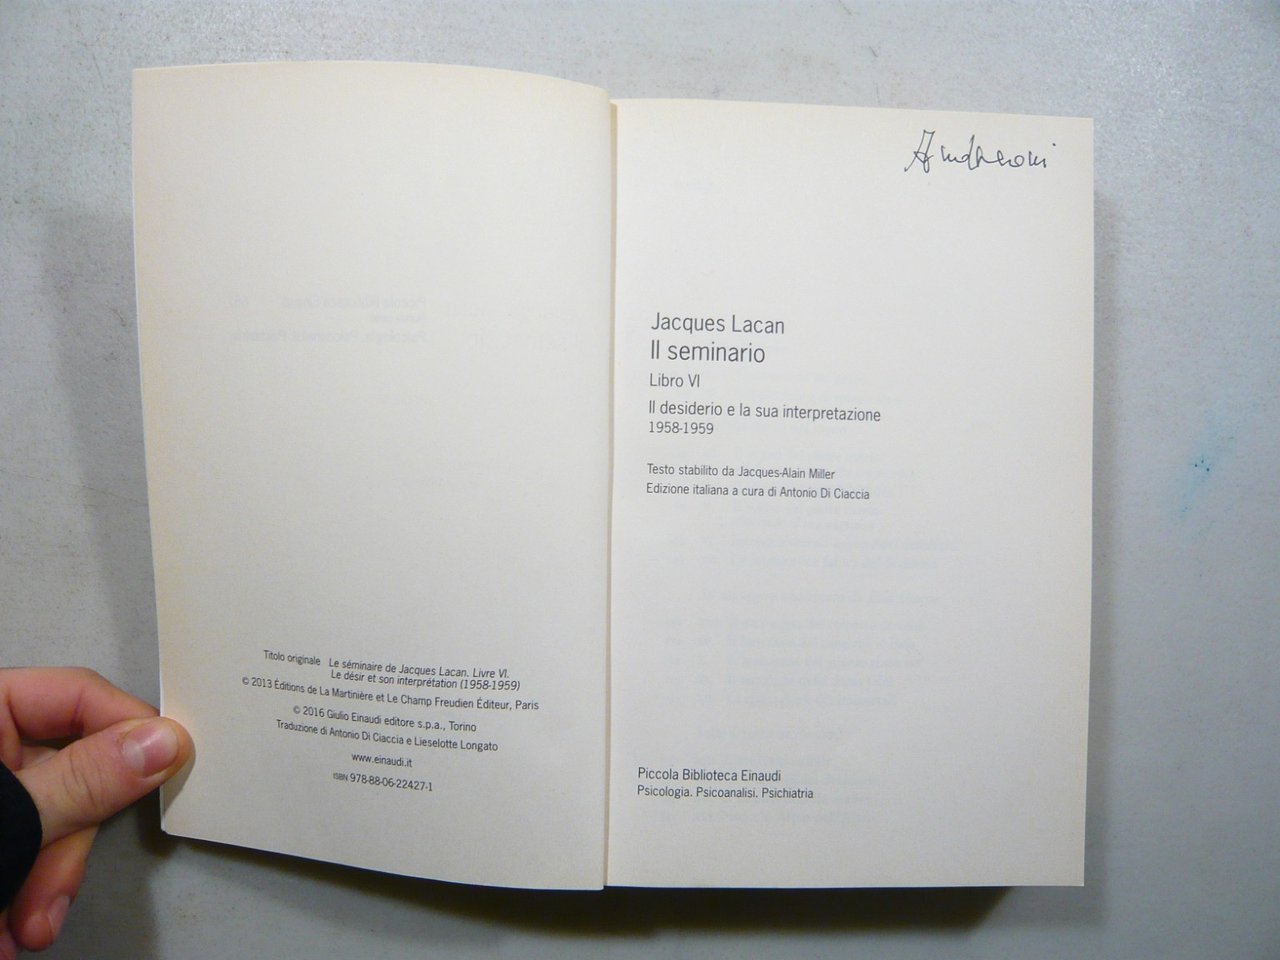 Titolo originale Le séminaire de Jacques Lacan. Livre VI.
Le désir et son interprétation (1958-1959)
© 2013 Éditions de La Martinière et Le Champ Freudien Éditeur, Paris
© 2016 Giulio Einaudi editore s.p.a., Torino
Traduzione di Antonio Di Ciaccia e Lieselotte Longato
www.einaudi.it
ISBN 978-88-06-22427-1
Jacques Lacan
Il seminario
Libro VI
Il desiderio e la sua interpretazione
1958-1959
Testo stabilito da Jacques-Alain Miller
Edizione italiana a cura di Antonio Di Ciaccia
Piccola Biblioteca Einaudi
Psicologia. Psicoanalisi. Psichiatria